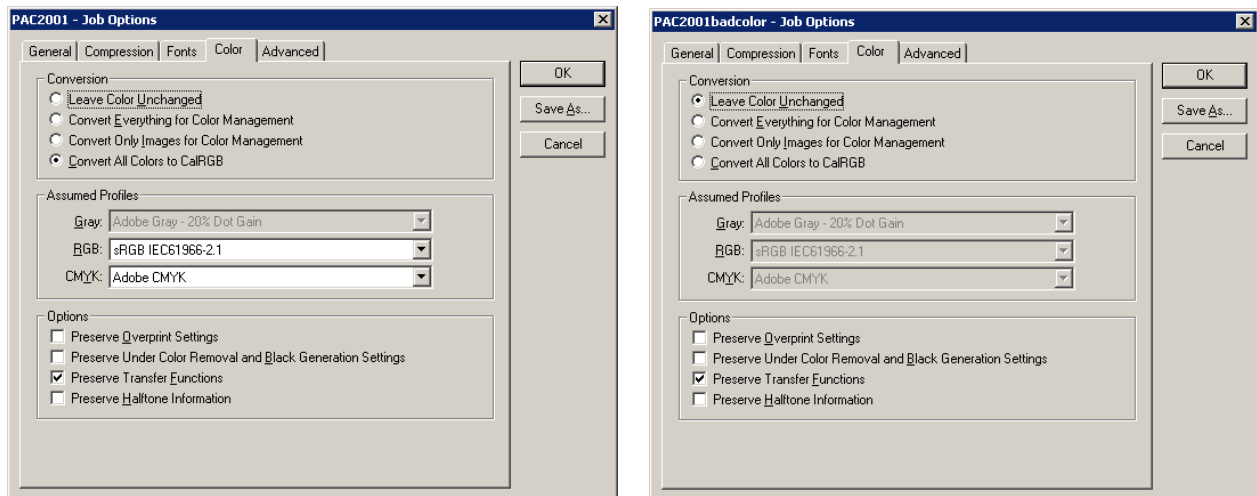 PAC2001 - Job Options
General Compression Fonts Color Advanced
Conversion
Leave Color Unchanged
Convert Everything for Color Management
Convert Only Images for Color Management
Convert All Colors to CalRGB
Assumed Profiles
Gray: Adobe Gray - 20% Dot Gain
RGB: sRGB IEC61966-2.1
CMYK: Adobe CMYK
Options
Preserve Overprint Settings
Preserve Under Color Removal and Black Generation Settings
Preserve Transfer Functions
Preserve Halftone Information
OK
Save As...
Cancel
PAC2001badcolor - Job Options
General Compression Fonts Color Advanced
Conversion
Leave Color Unchanged
Convert Everything for Color Management
Convert Only Images for Color Management
Convert All Colors to CalRGB
Assumed Profiles
Gray: Adobe Gray - 20% Dot Gain
RGB: sRGB IEC61966-2.1
CMYK: Adobe CMYK
Options
Preserve Overprint Settings
Preserve Under Color Removal and Black Generation Settings
Preserve Transfer Functions
Preserve Halftone Information
OK
Save As...
Cancel